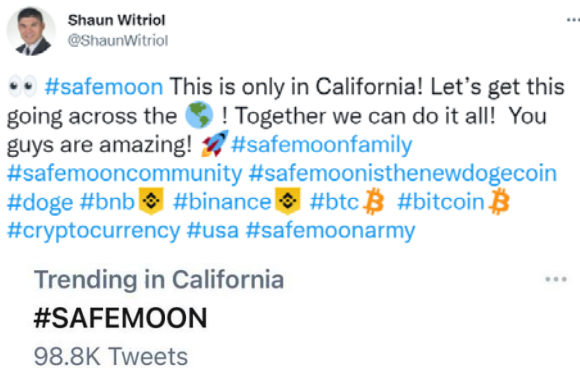 Shaun Witriol
@ShaunWitriol
👀 #safemoon This is only in California! Let's get this
going across the 🌎 ! Together we can do it all!  You
guys are amazing! 🚀 #safemoonfamily
#safemooncommunity #safemoonisthenewdogecoin
#doge #bnb #binance #btc #bitcoin
#cryptocurrency #usa #safemoonarmy
Trending in California
#SAFEMOON
98.8K Tweets